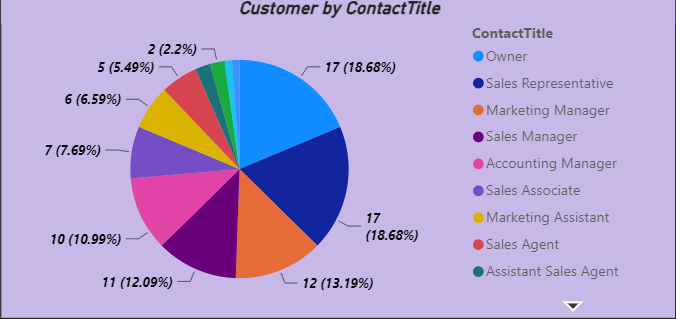 Customer by ContactTitle
2 (2.2%)
5 (5.49%)
6 (6.59%)
7 (7.69%)
10 (10.99%)
11 (12.09%)
12 (13.19%)
17
(18.68%)
17 (18.68%)
ContactTitle
Owner
Sales Representative
Marketing Manager
Sales Manager
Accounting Manager
Sales Associate
Marketing Assistant
Sales Agent
Assistant Sales Agent